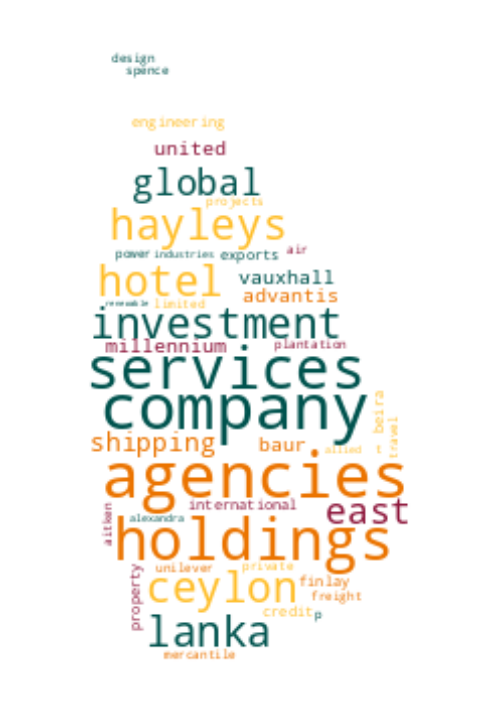 design
spence
engineering
united
global
projects
hayleys
power industries exports air
hotel vauxhall
advantis
renewable limited
investment
millennium plantation
services
company
beira
travel
shipping baur allied t
agencies
international east
aitken alexandra
holdings
unilever private
property ceylon finlay
freight
credit p
lanka
mercantile